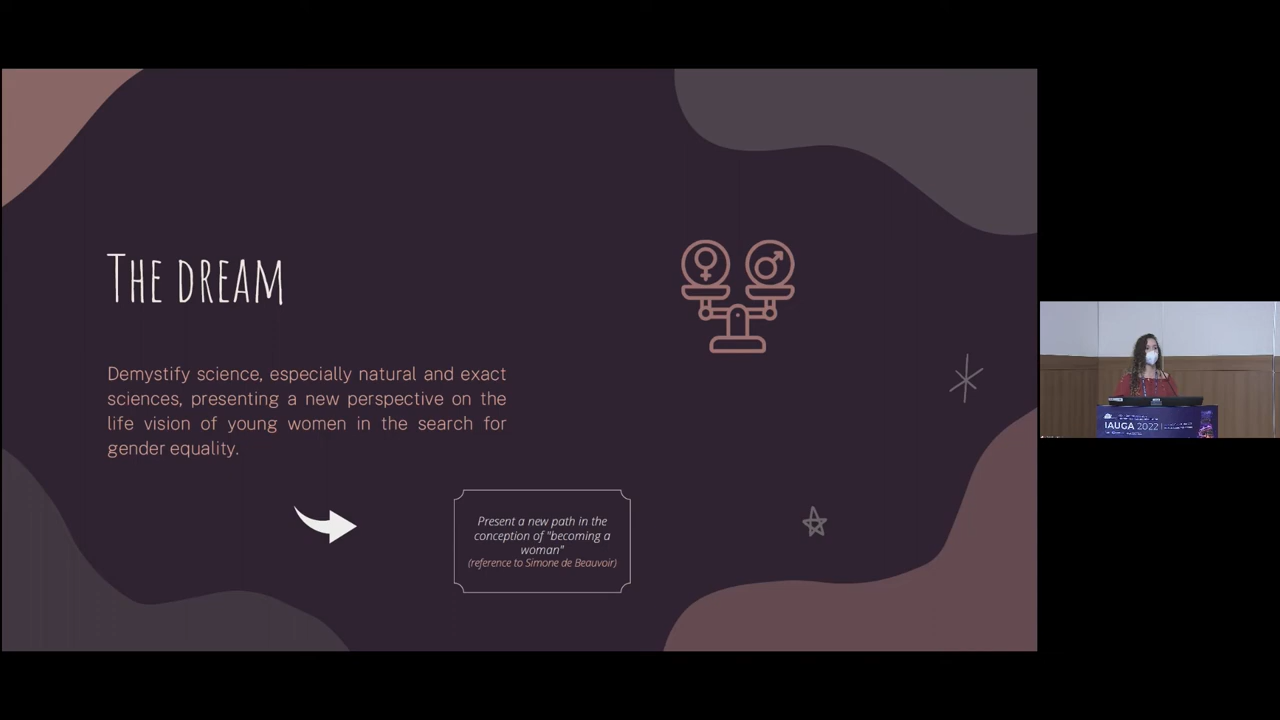 The dream
Demystify science, especially natural and exact
sciences, presenting a new perspective on the
life vision of young women in the search for
gender equality.
Present a new path in the
conception of "becoming a
woman"
(reference to Simone de Beauvoir)
IAUGA 2022